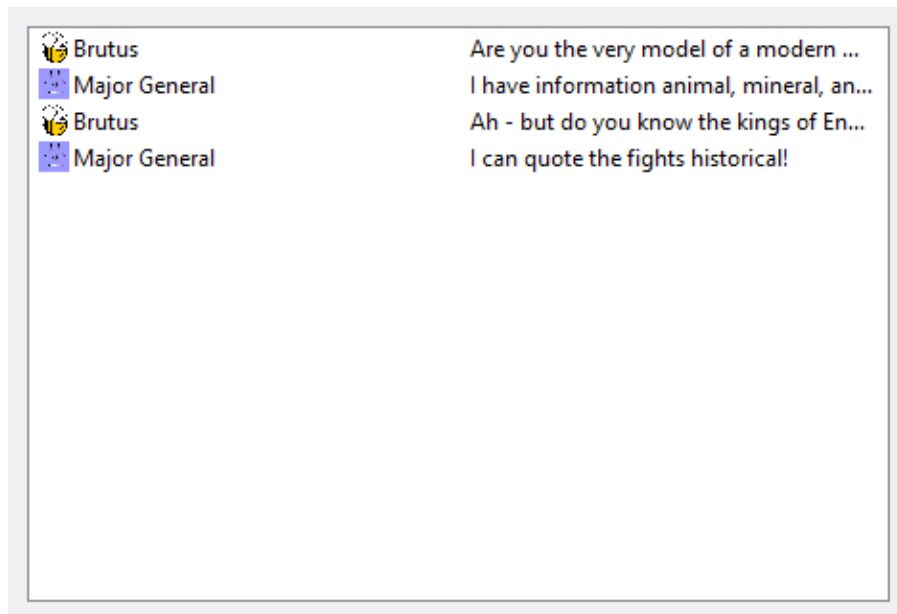 Brutus Are you the very model of a modern ...
Major General I have information animal, mineral, an...
Brutus Ah - but do you know the kings of En...
Major General I can quote the fights historical!